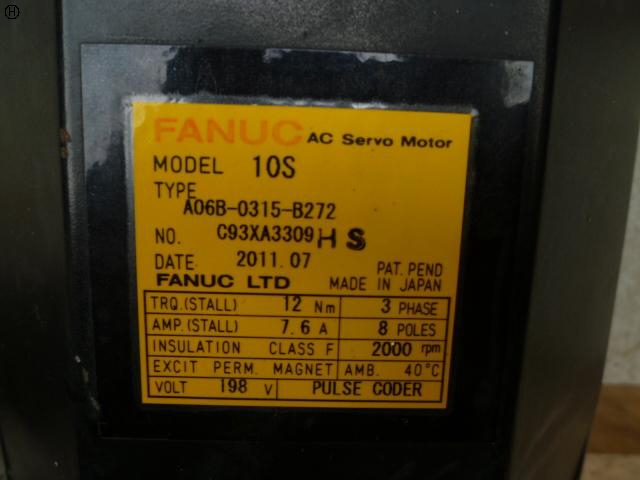 H
FANUC AC Servo Motor
MODEL 10S
TYPE
A06B-0315-B272
NO. C93XA3309 H S
DATE 2011.07
PAT. PEND
FANUC LTD MADE IN JAPAN
TRQ.(STALL) 12 Nm 3 PHASE
AMP.(STALL) 7.6 A 8 POLES
INSULATION CLASS F 2000 rpm
EXCIT PERM. MAGNET AMB. 40°C
VOLT 198 V PULSE CODER